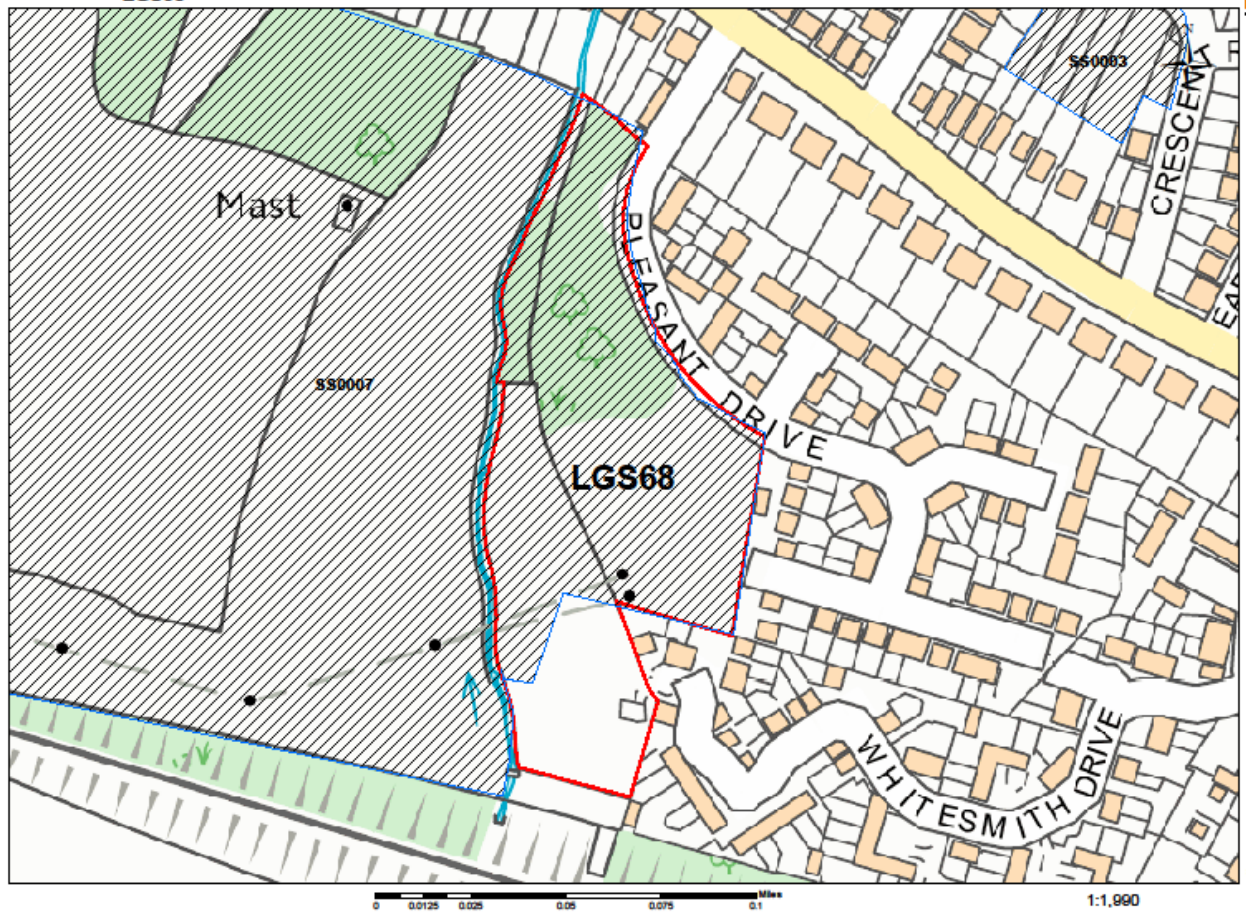 SS0003
CRESCENT
Mast
PLEASANT DRIVE
SS0007
LGS68
WHITESMITH DRIVE
Miles
0 0.0125 0.025 0.05 0.075 0.1
1:1,990